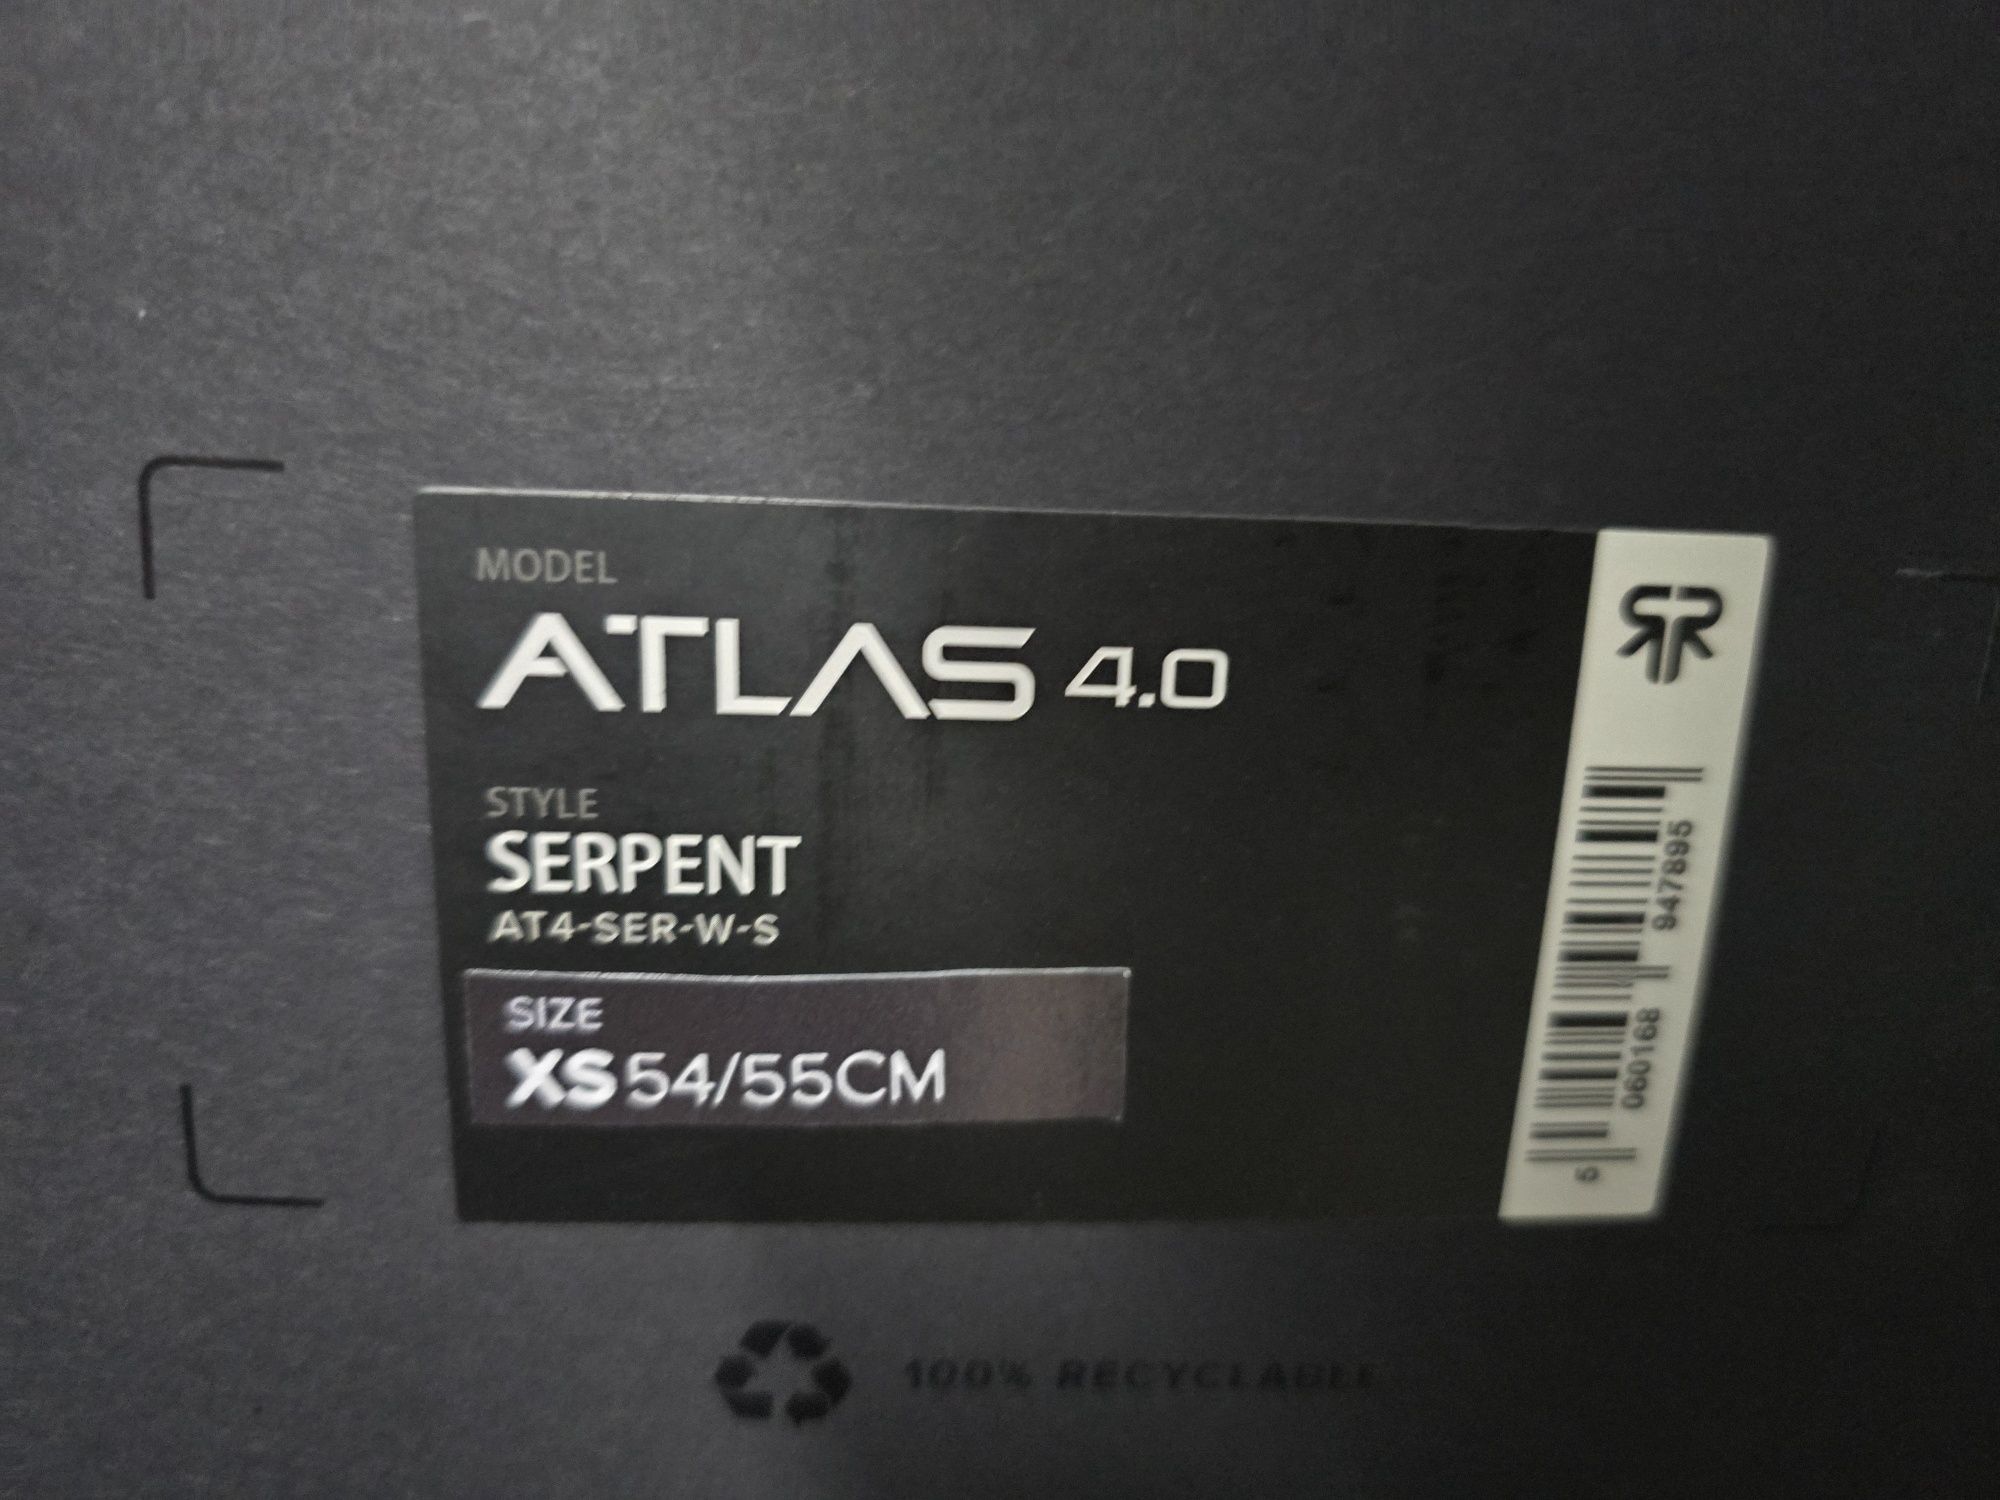 MODEL
ATLAS 4.0
STYLE
SERPENT
AT4-SER-W-S
SIZE
XS 54/55CM
5 060168 947895
100% RECYCLABLE